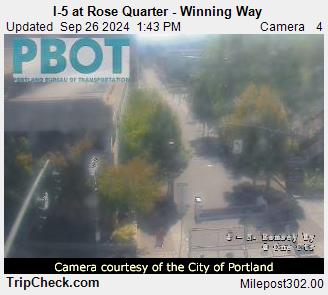 I-5 at Rose Quarter - Winning Way
Updated Sep 26 2024 1:43 PM Camera 4
PBOT
PORTLAND BUREAU OF TRANSPORTATION
Camera courtesy of the City of Portland
TripCheck.com Milepost302.00